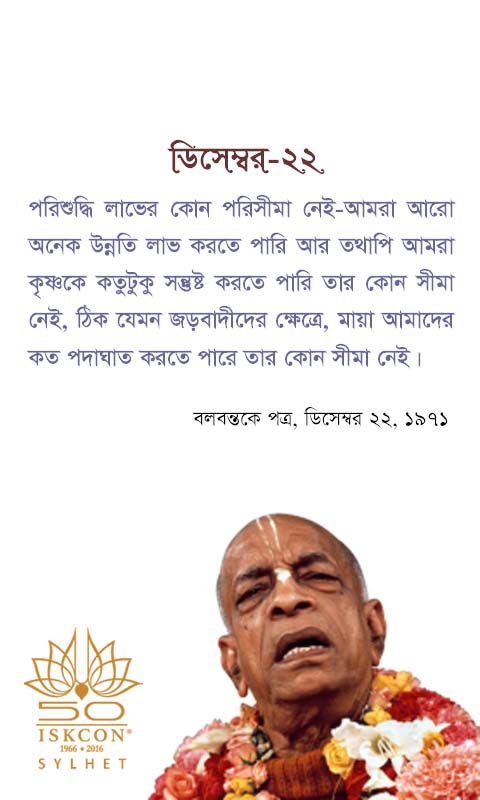 ডিসেম্বর-২২
পরিশুদ্ধি লাভের কোন পরিসীমা নেই-আমরা আরো
অনেক উন্নতি লাভ করতে পারি আর তথাপি আমরা
কৃষ্ণকে কতুটুকু সন্তুষ্ট করতে পারি তার কোন সীমা
নেই, ঠিক যেমন জড়বাদীদের ক্ষেত্রে, মায়া আমাদের
কত পদাঘাত করতে পারে তার কোন সীমা নেই।
বলবন্তকে পত্র, ডিসেম্বর ২২, ১৯৭১
50
ISKCON®
1966 • 2016
SYLHET